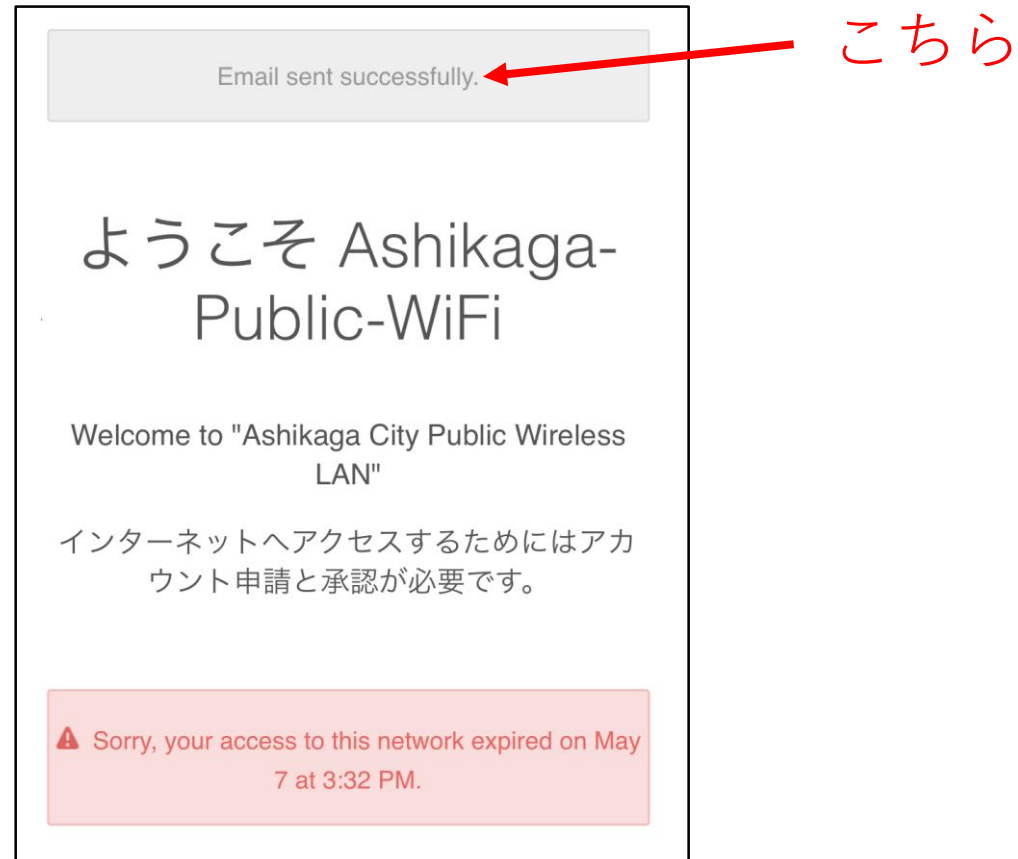 こちら
Email sent successfully.
ようこそ Ashikaga-
Public-WiFi
Welcome to "Ashikaga City Public Wireless
LAN"
インターネットへアクセスするためにはアカ
ウント申請と承認が必要です。
Sorry, your access to this network expired on May
7 at 3:32 PM.